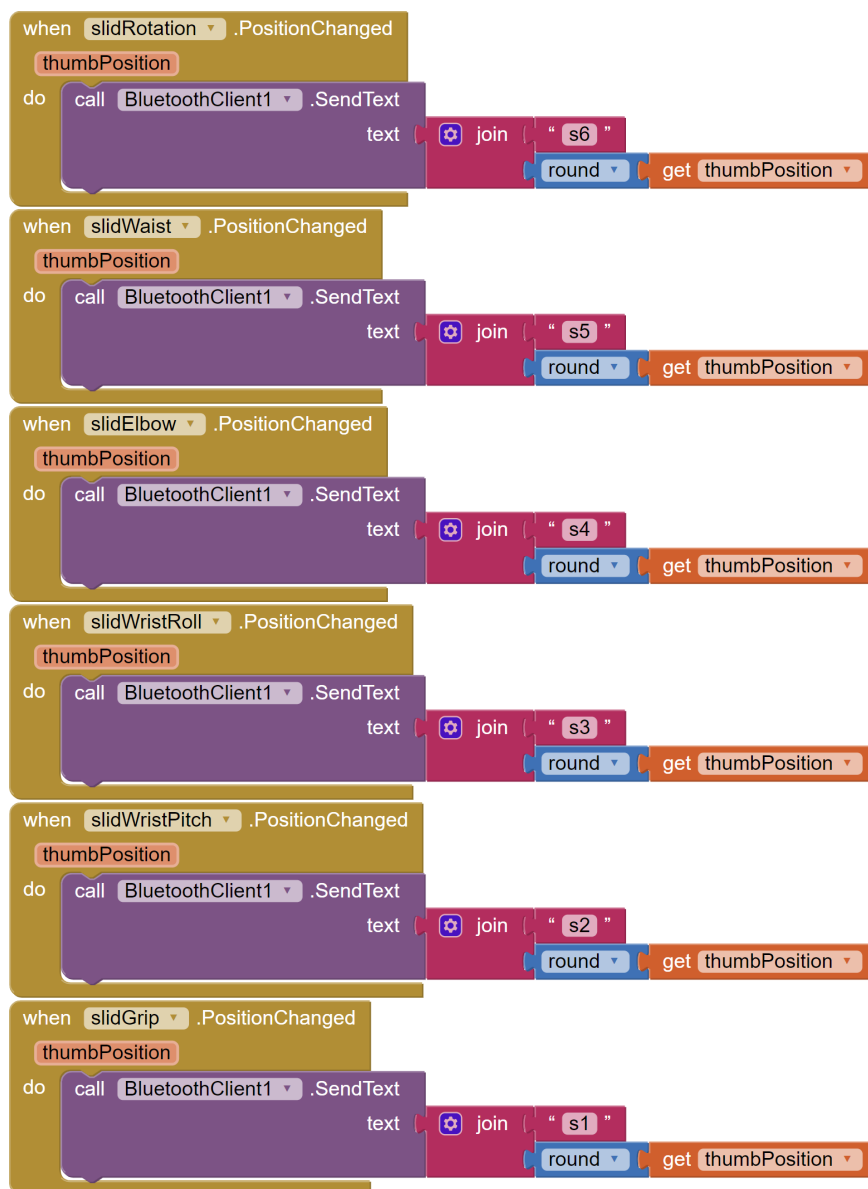 when slidRotation .PositionChanged
thumbPosition
do call BluetoothClient1 .SendText
text join “ s6 ”
round get thumbPosition
when slidWaist .PositionChanged
thumbPosition
do call BluetoothClient1 .SendText
text join “ s5 ”
round get thumbPosition
when slidElbow .PositionChanged
thumbPosition
do call BluetoothClient1 .SendText
text join “ s4 ”
round get thumbPosition
when slidWristRoll .PositionChanged
thumbPosition
do call BluetoothClient1 .SendText
text join “ s3 ”
round get thumbPosition
when slidWristPitch .PositionChanged
thumbPosition
do call BluetoothClient1 .SendText
text join “ s2 ”
round get thumbPosition
when slidGrip .PositionChanged
thumbPosition
do call BluetoothClient1 .SendText
text join “ s1 ”
round get thumbPosition